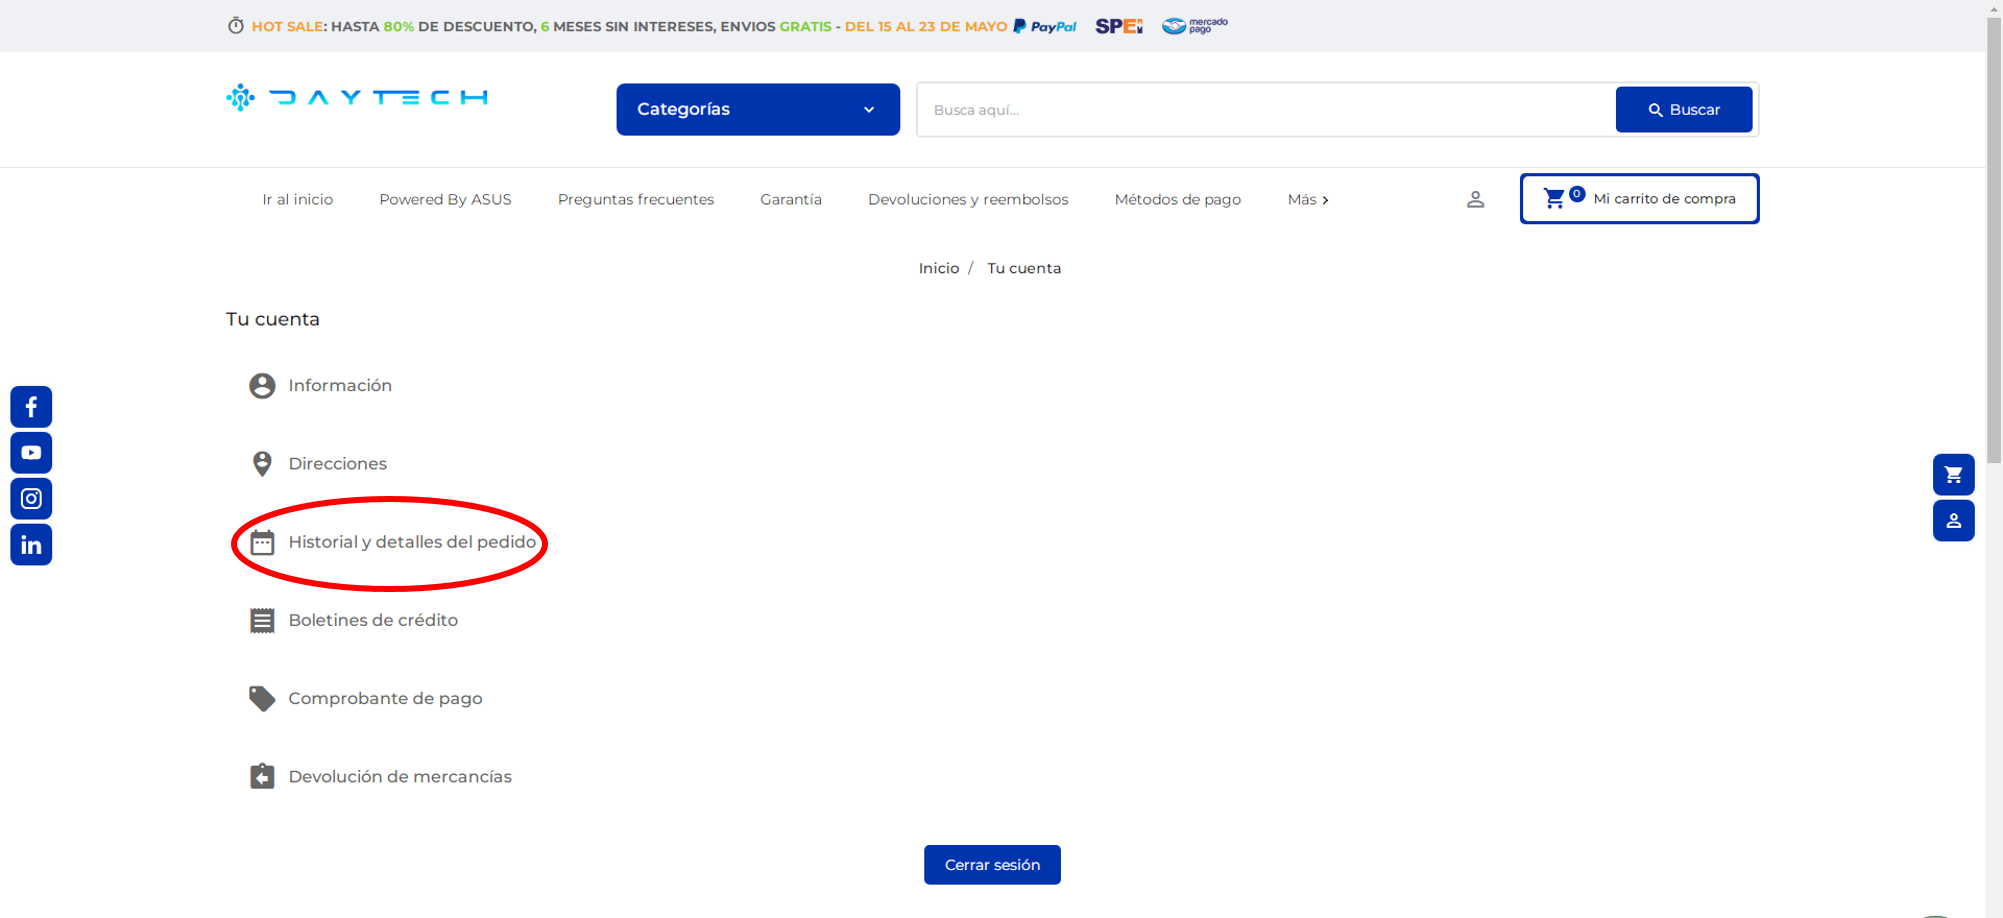 HOT SALE: HASTA 80% DE DESCUENTO, 6 MESES SIN INTERESES, ENVIOS GRATIS - DEL 15 AL 23 DE MAYO PayPal SPEI mercado pago
DAYTECH
Categorías
Busca aquí...
Buscar
Ir al inicio Powered By ASUS Preguntas frecuentes Garantía Devoluciones y reembolsos Métodos de pago Más
0 Mi carrito de compra
Inicio / Tu cuenta
Tu cuenta
Información
Direcciones
Historial y detalles del pedido
Boletines de crédito
Comprobante de pago
Devolución de mercancías
Cerrar sesión